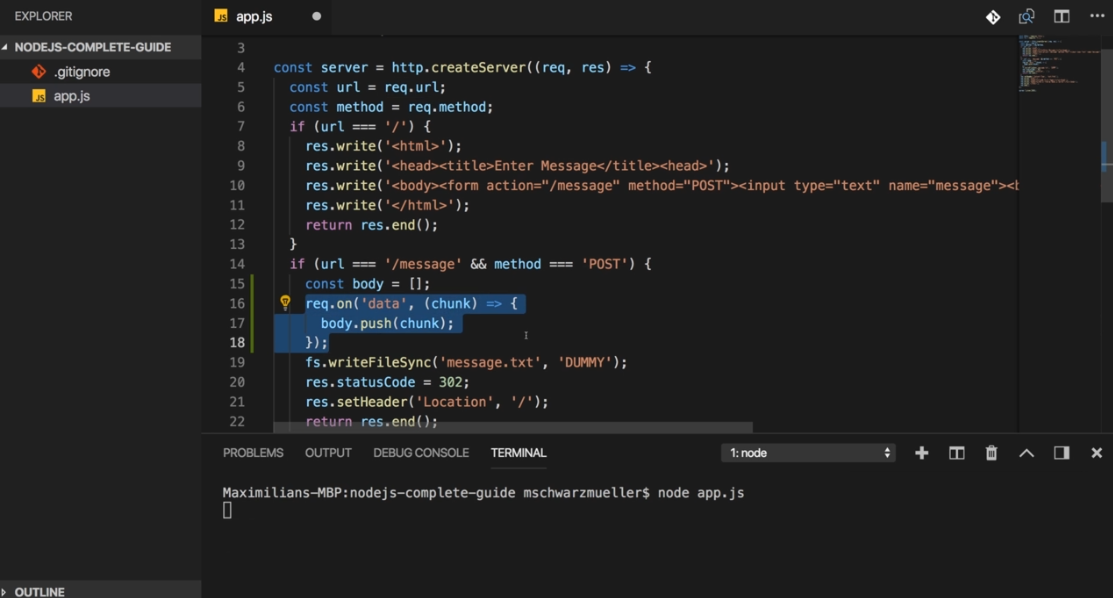 EXPLORER
JS app.js
NODEJS-COMPLETE-GUIDE
.gitignore
JS app.js
3
4 const server = http.createServer((req, res) => {
5 const url = req.url;
6 const method = req.method;
7 if (url === '/') {
8 res.write('<html>');
9 res.write('<head><title>Enter Message</title><head>');
10 res.write('<body><form action="/message" method="POST"><input type="text" name="message"><b
11 res.write('</html>');
12 return res.end();
13 }
14 if (url === '/message' && method === 'POST') {
15 const body = [];
16 req.on('data', (chunk) => {
17 body.push(chunk);
18 });
19 fs.writeFileSync('message.txt', 'DUMMY');
20 res.statusCode = 302;
21 res.setHeader('Location', '/');
22 return res.end();
PROBLEMS OUTPUT DEBUG CONSOLE TERMINAL 1: node
Maximilians-MBP:nodejs-complete-guide mschwarzmueller$ node app.js
OUTLINE